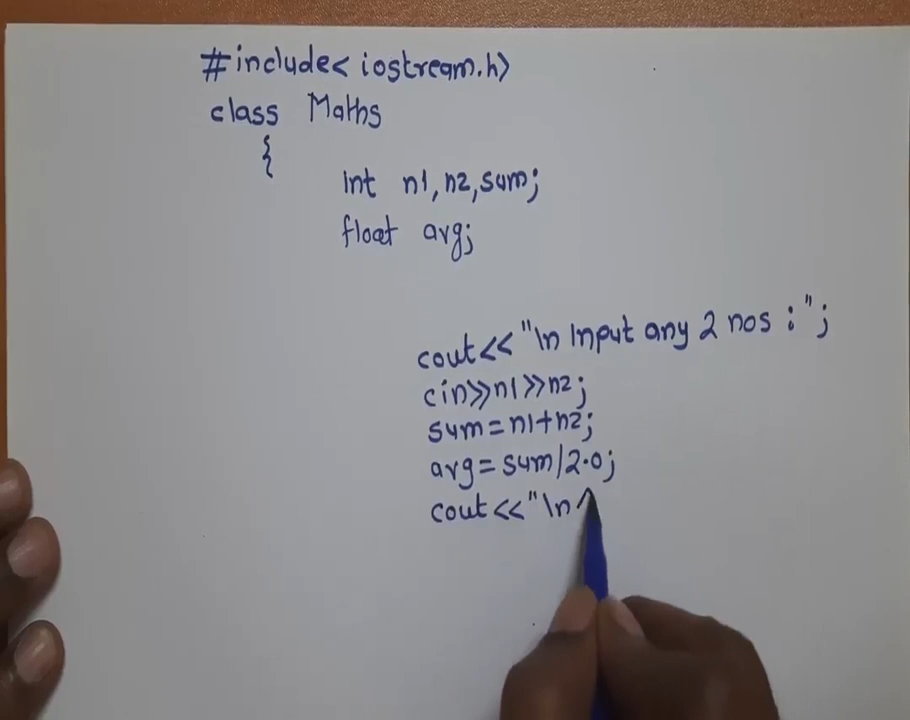 #include< iostream.h>
class Maths
{
int n1, n2, sum;
float avg;
cout<<"\n Input any 2 nos :";
cin>>n1>>n2;
sum=n1+n2;
avg=sum/2.0;
cout<<"\n